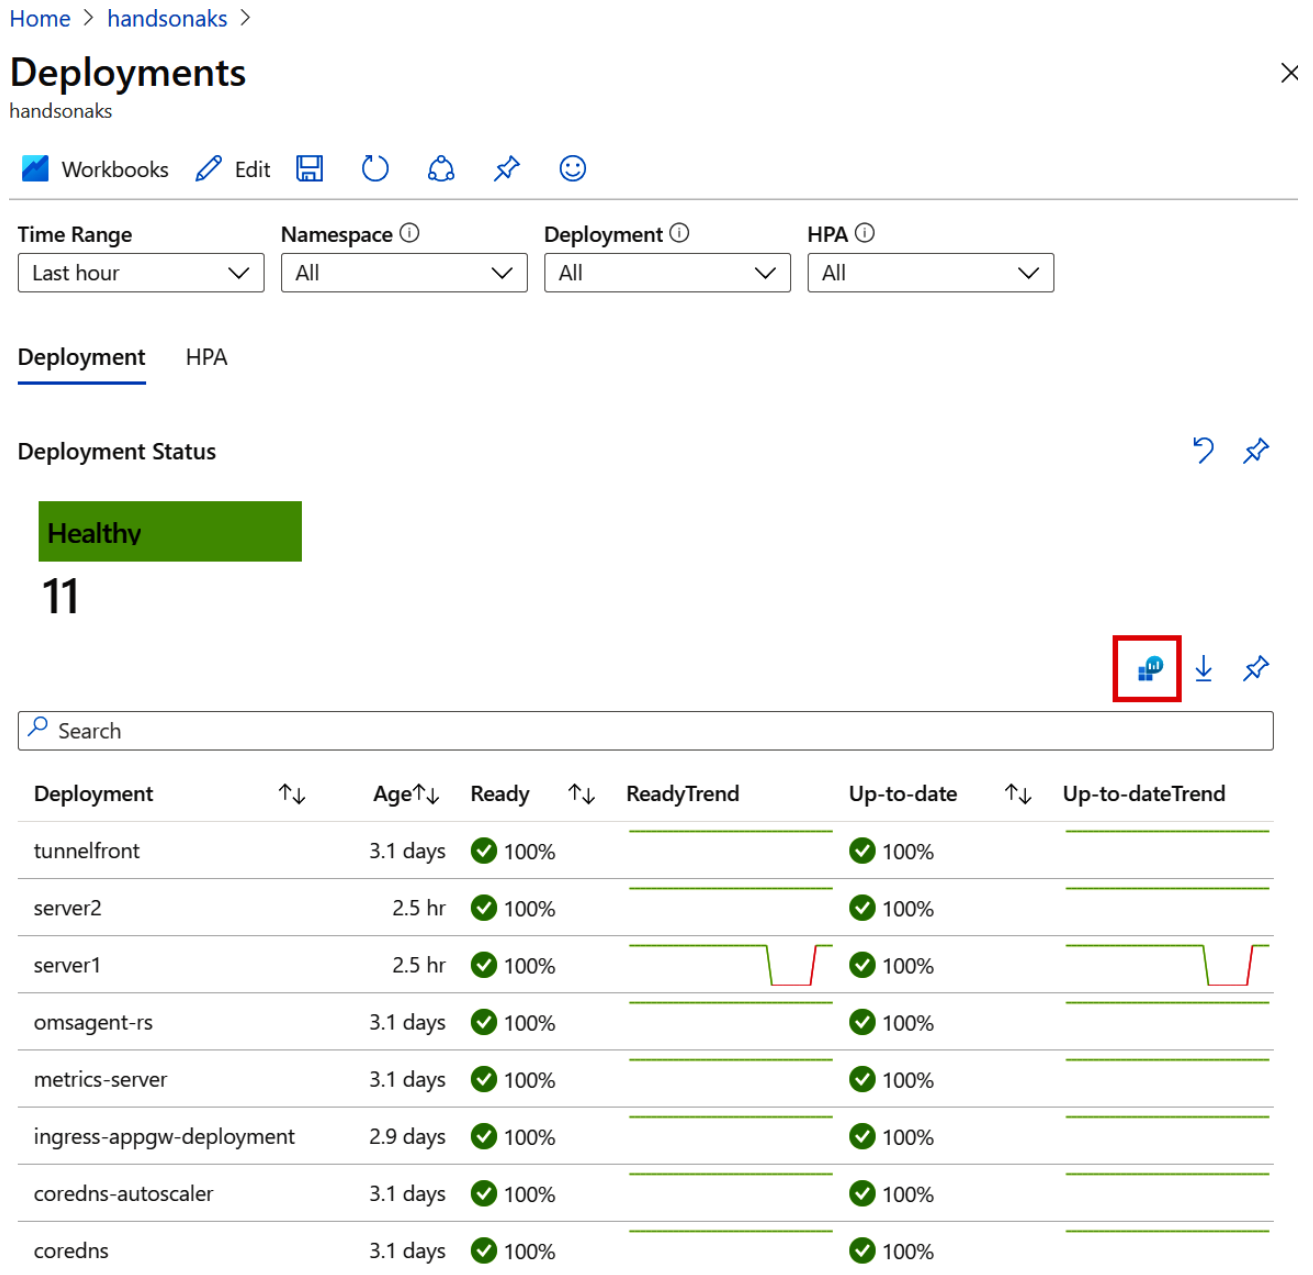 Home > handsonaks >
Deployments
handsonaks
Workbooks Edit
Time Range Namespace Deployment HPA
Last hour All All All
Deployment HPA
Deployment Status
Healthy
11
Search
Deployment Age Ready ReadyTrend Up-to-date Up-to-dateTrend
tunnelfront 3.1 days 100% 100%
server2 2.5 hr 100% 100%
server1 2.5 hr 100% 100%
omsagent-rs 3.1 days 100% 100%
metrics-server 3.1 days 100% 100%
ingress-appgw-deployment 2.9 days 100% 100%
coredns-autoscaler 3.1 days 100% 100%
coredns 3.1 days 100% 100%